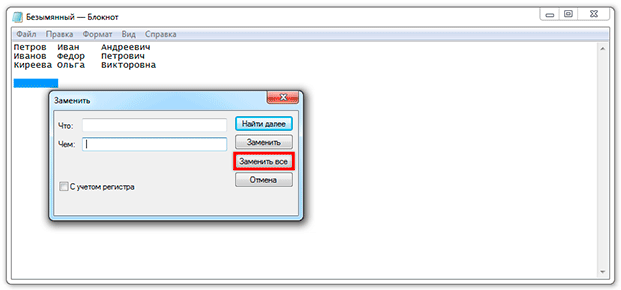 Безымянный — Блокнот
Файл Правка Формат Вид Справка
Петров Иван Андреевич
Иванов Федор Петрович
Киреева Ольга Викторовна
Заменить
Что:
Найти далее
Чем:
Заменить
Заменить все
Отмена
С учетом регистра